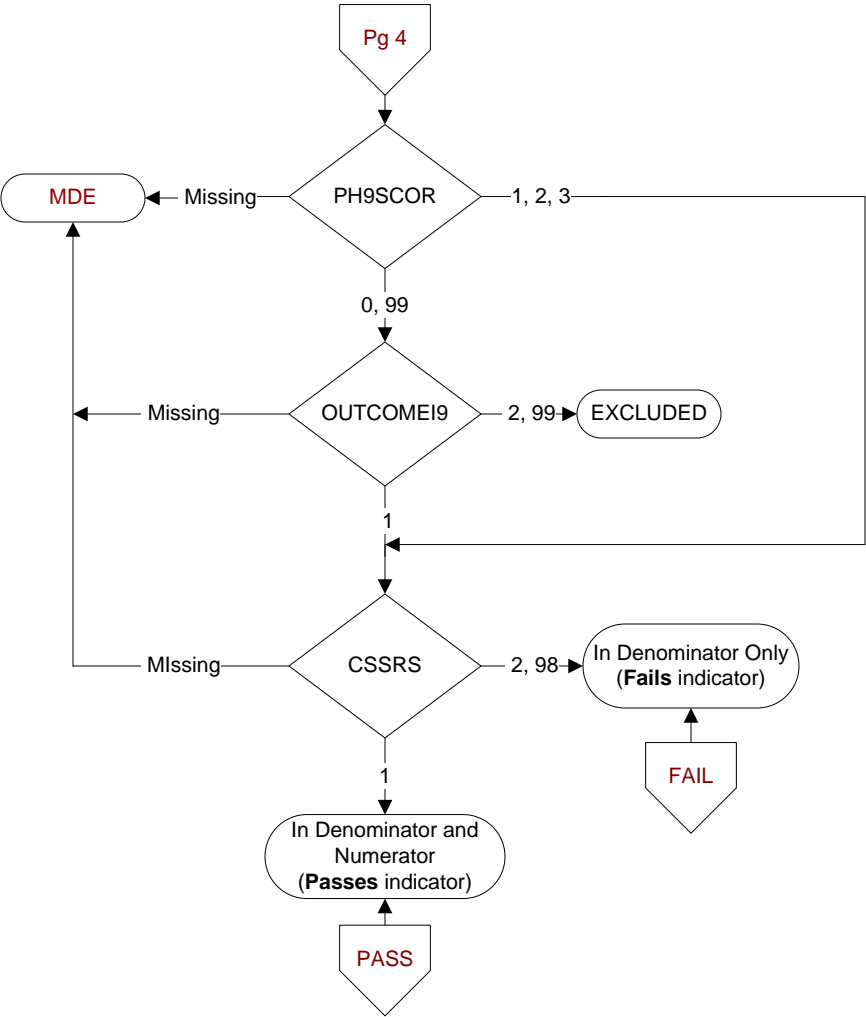 Pg 4
MDE
Missing
PH9SCOR
1, 2, 3
0, 99
Missing
OUTCOMEI9
2, 99
EXCLUDED
1
MIssing
CSSRS
2, 98
In Denominator Only
(Fails indicator)
1
FAIL
In Denominator and
Numerator
(Passes indicator)
PASS